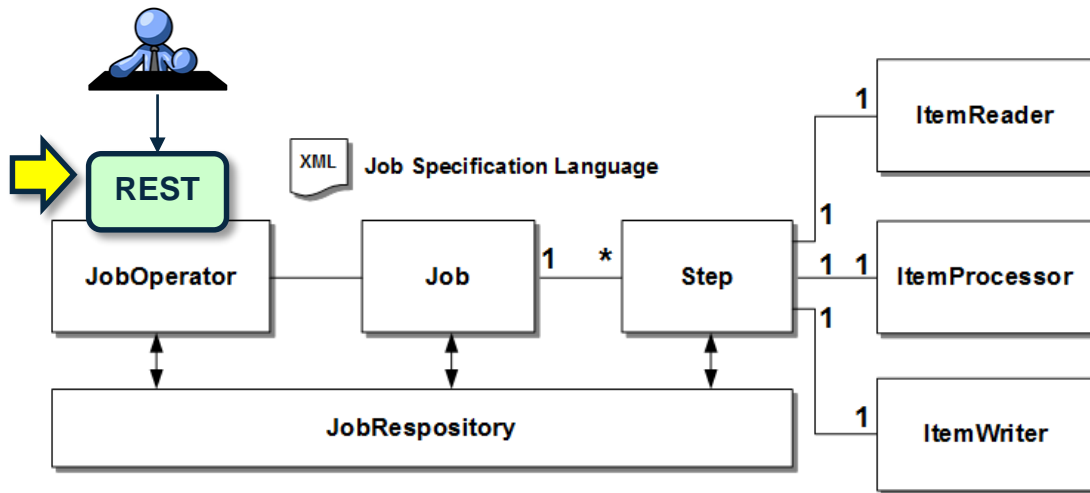 REST
XML
Job Specification Language
JobOperator
Job
1
*
Step
1
1
1
1
1
1
ItemReader
ItemProcessor
ItemWriter
JobRespository